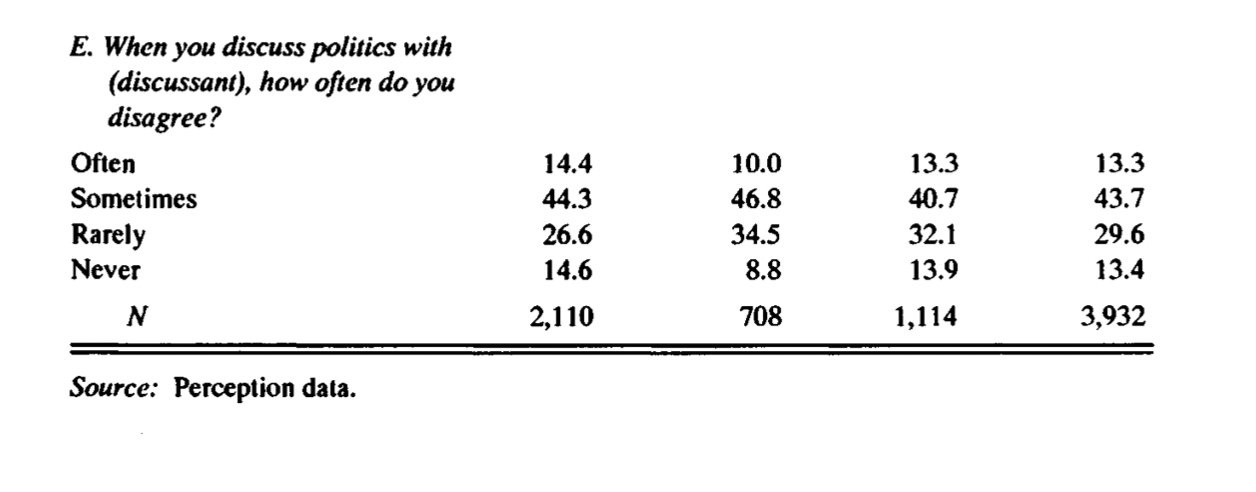 E. When you discuss politics with
(discussant), how often do you
disagree?
Often 14.4 10.0 13.3 13.3
Sometimes 44.3 46.8 40.7 43.7
Rarely 26.6 34.5 32.1 29.6
Never 14.6 8.8 13.9 13.4
N 2,110 708 1,114 3,932
Source: Perception data.